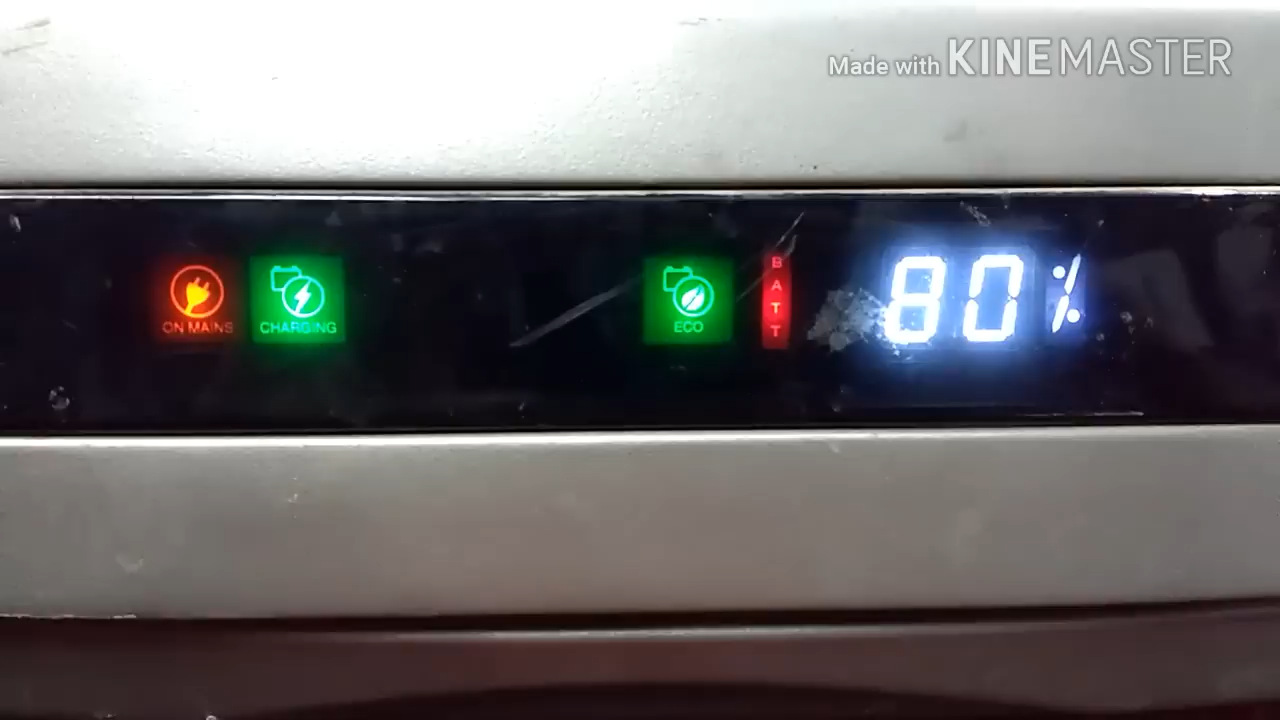 Made with KINEMASTER
ON MAINS
CHARGING
ECO
BATT
80%